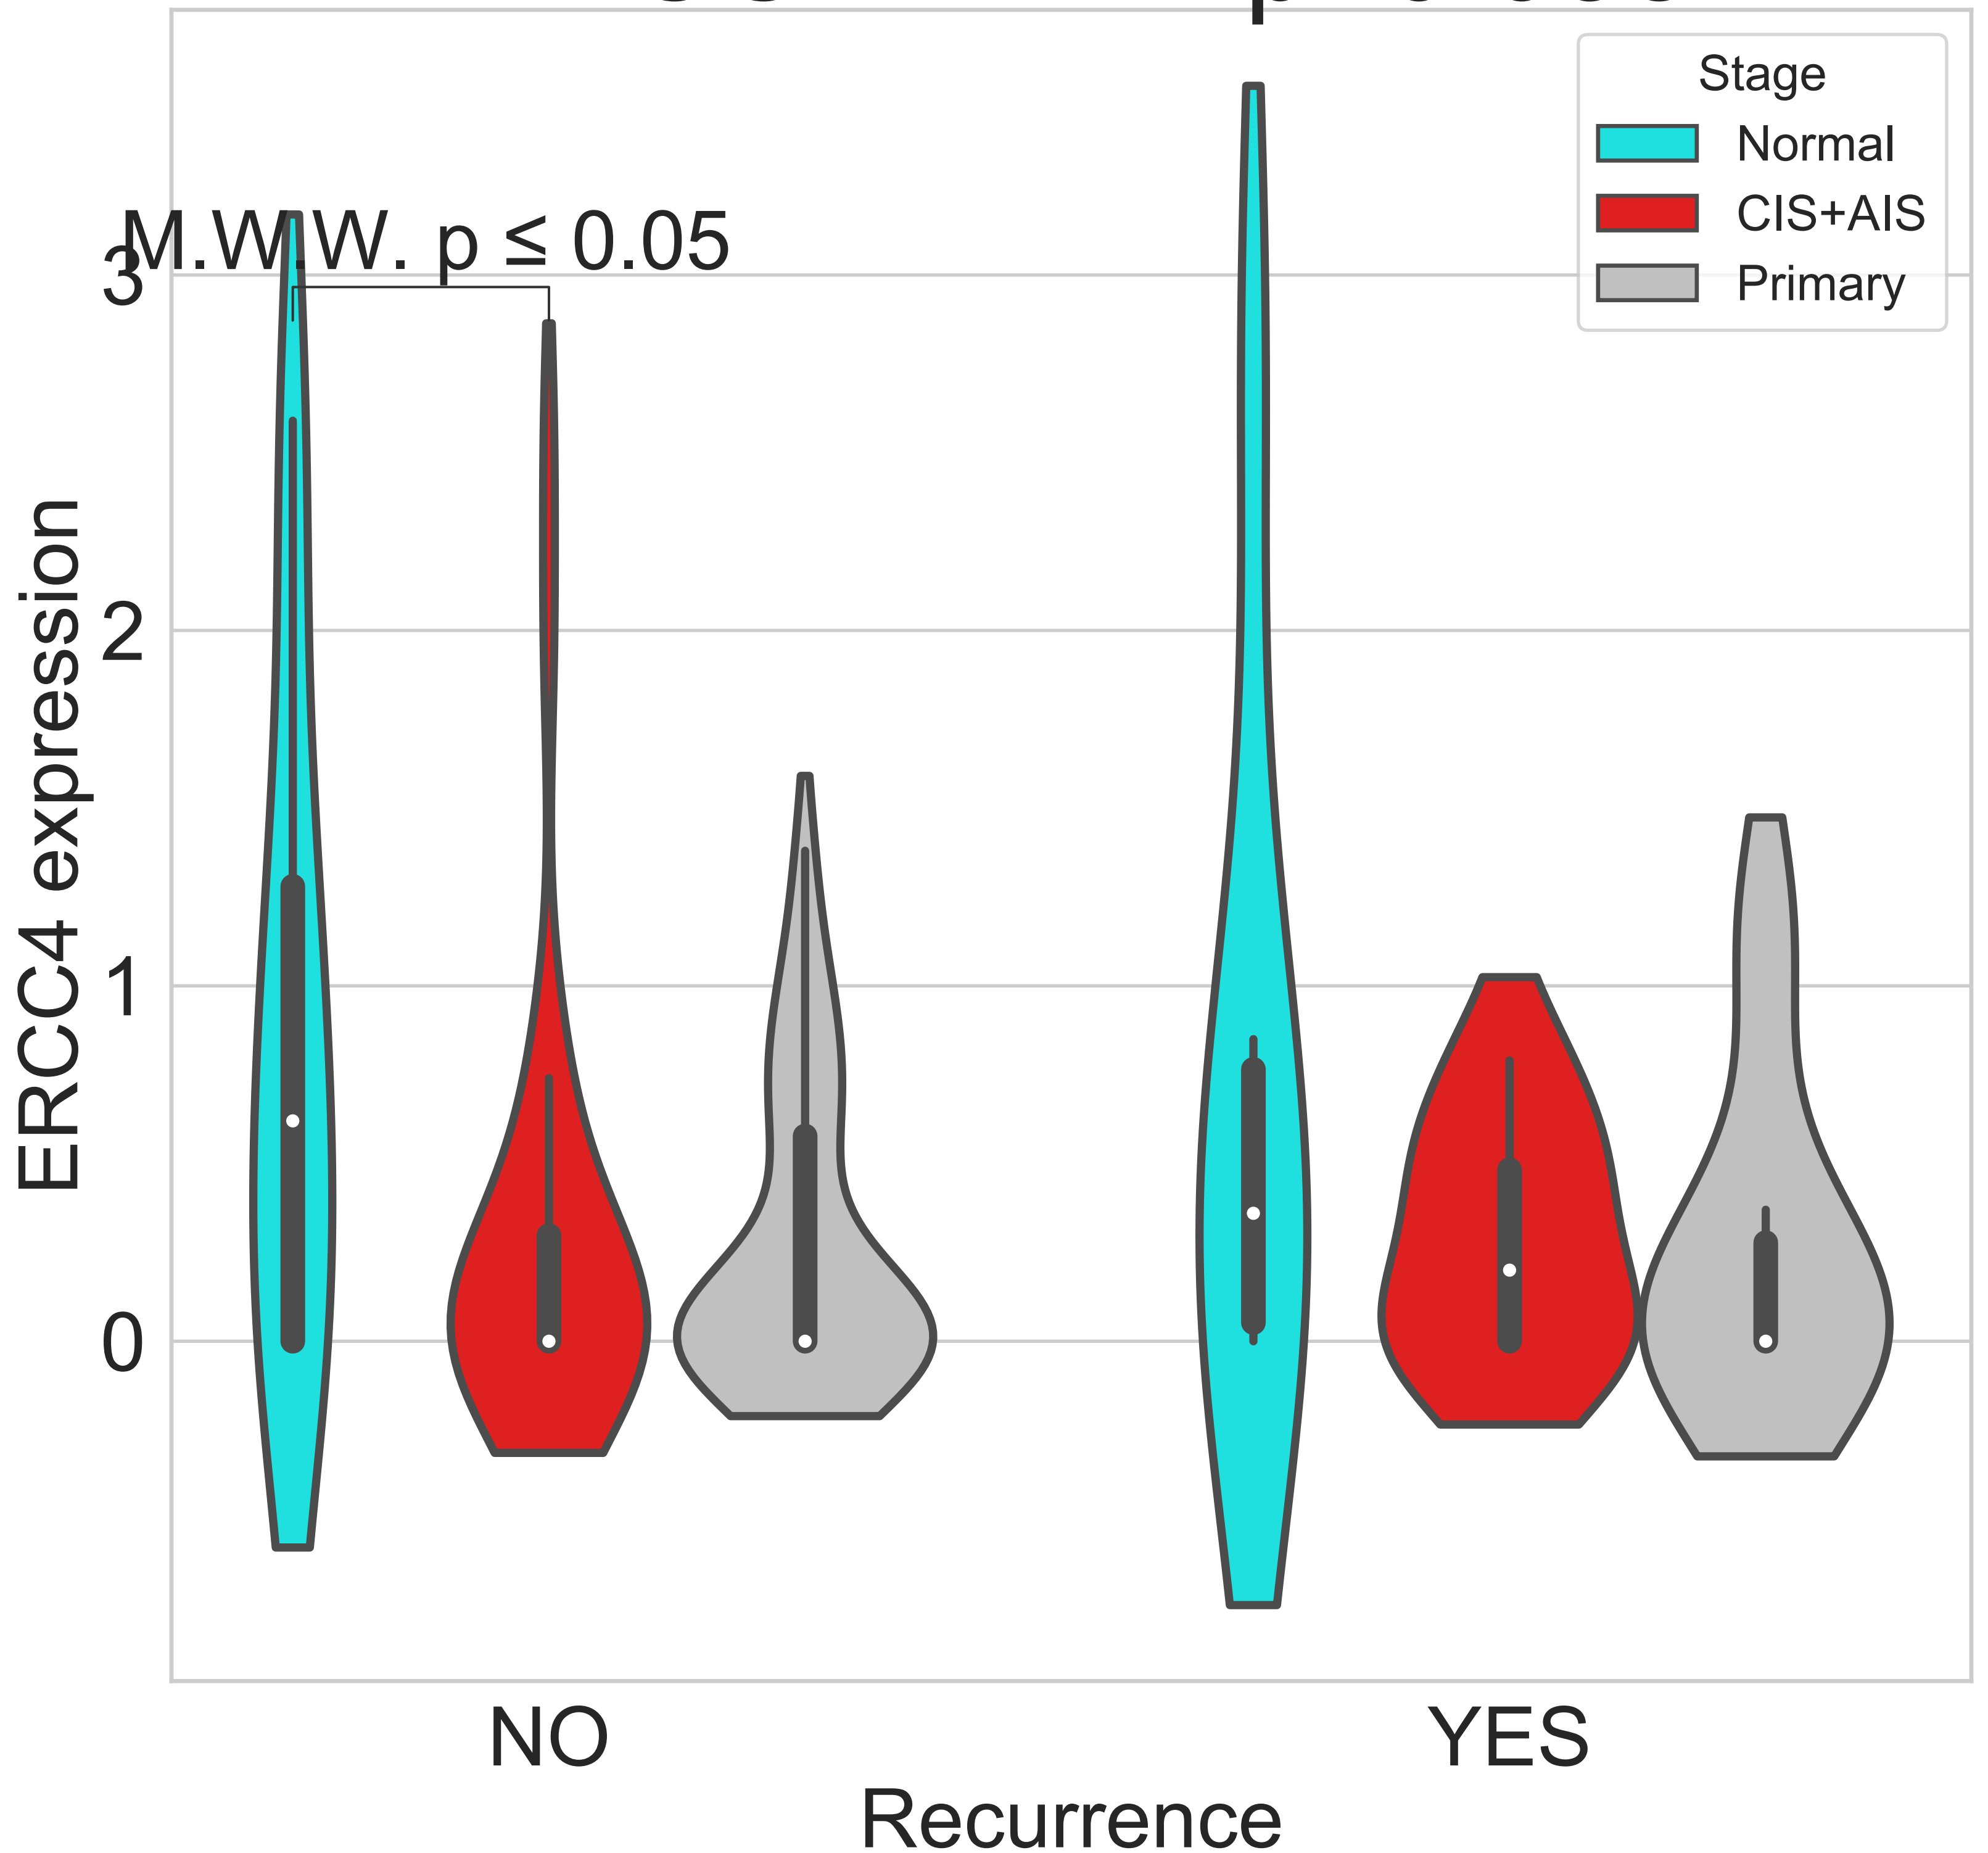 Stage
Normal
CIS+AIS
Primary
M.W.W. p ≤ 0.05
3
2
1
0
ERCC4 expression
NO YES
Recurrence